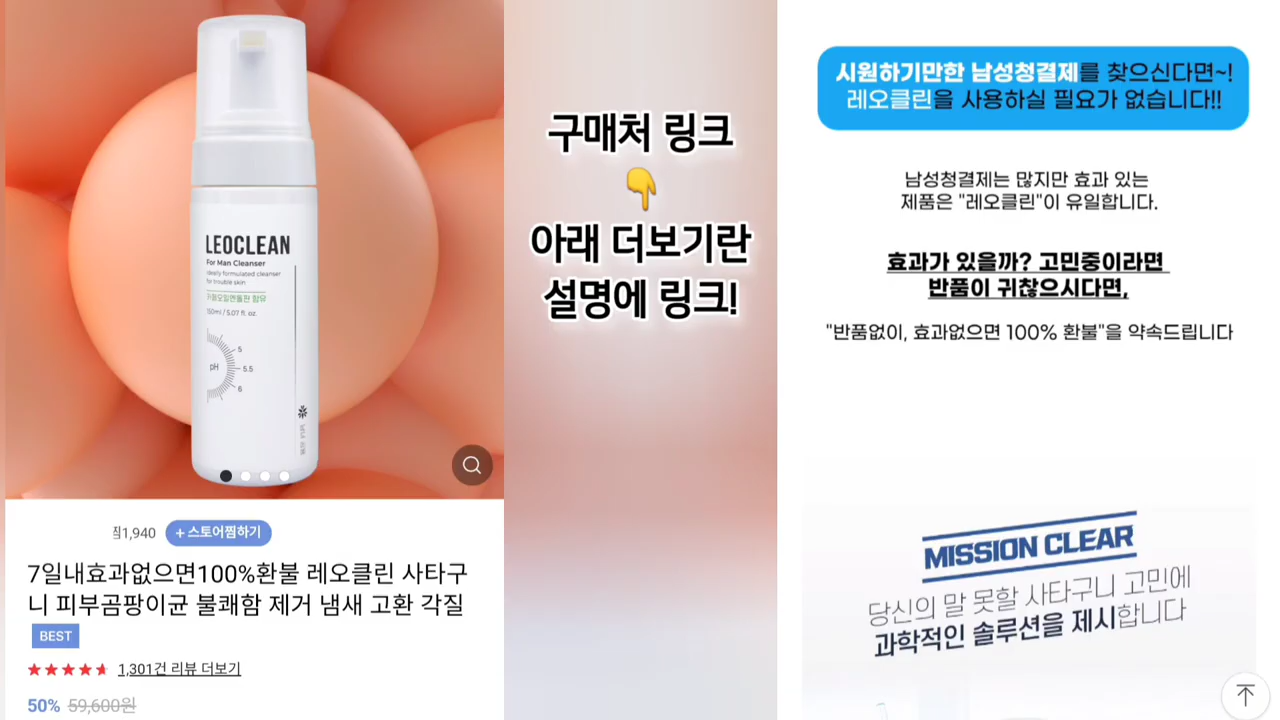 LEOCLEAN
For Man Cleanser
ideally formulated cleanser
for trouble skin
150ml / 5.07 fl. oz.
5
pH
5.5
6
찜1,940
+ 스토어찜하기
7일내효과없으면100%환불 레오클린 사타구
니 피부곰팡이균 불쾌함 제거 냄새 고환 각질
BEST
1,301건 리뷰 더보기
50% 59,600원
구매처 링크
👇
아래 더보기란
설명에 링크!
시원하기만한 남성청결제를 찾으신다면~!
레오클린을 사용하실 필요가 없습니다!!
남성청결제는 많지만 효과 있는
제품은 "레오클린"이 유일합니다.
효과가 있을까? 고민중이라면
반품이 귀찮으시다면,
"반품없이, 효과없으면 100% 환불"을 약속드립니다
MISSION CLEAR
당신의 말 못할 사타구니 고민에
과학적인 솔루션을 제시합니다